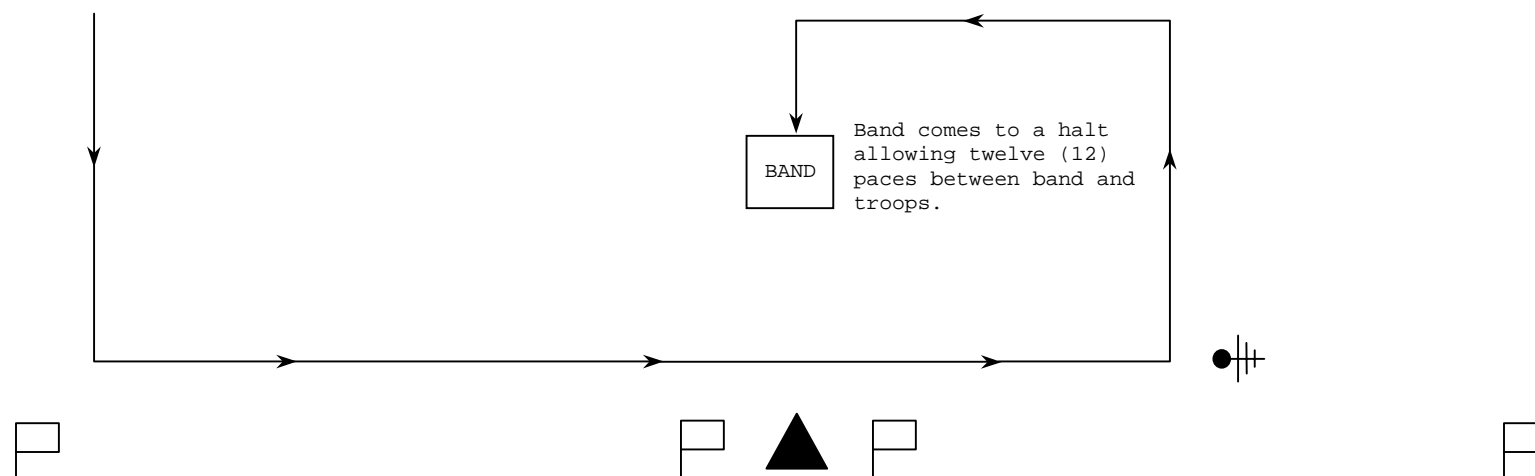 Band comes to a halt
allowing twelve (12)
BAND
paces between band and
troops.